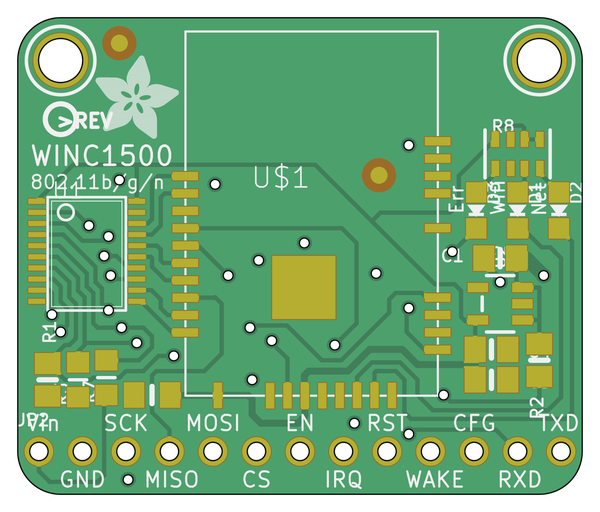 >REV
WINC1500
802.11b/g/n
U$1
R8
Err
Net
D2
C1
R1
R2
Vin
SCK
MOSI
EN
RST
CFG
TXD
GND
MISO
CS
IRQ
WAKE
RXD